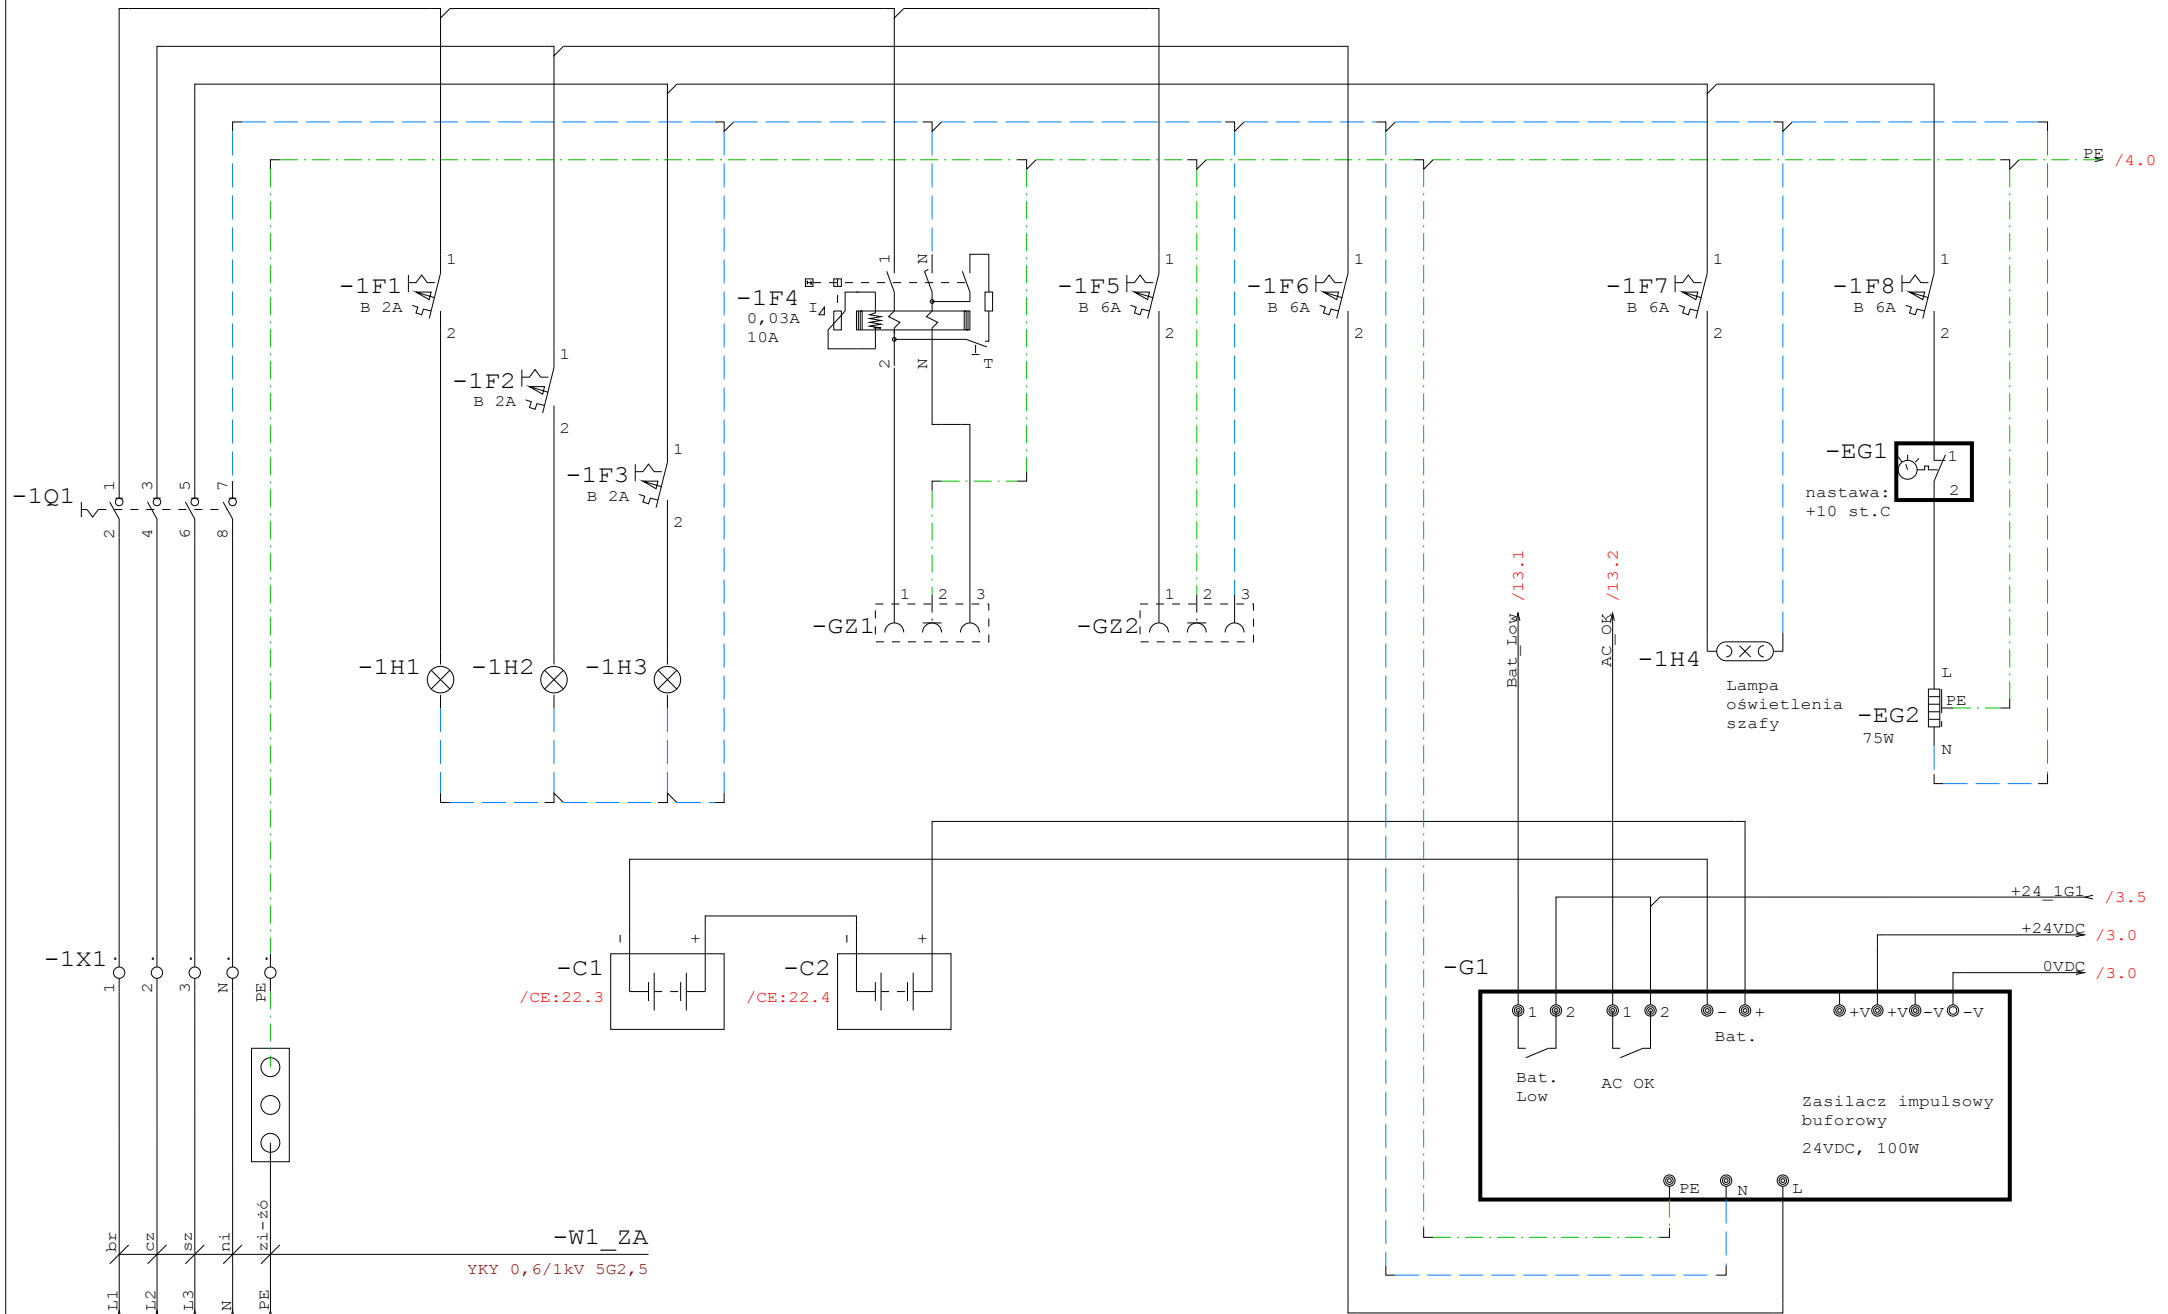 PE /4.0
-1F1
B 2A
1
2
-1F2
B 2A
1
2
-1F3
B 2A
1
2
-1F4
0,03A
10A
I
1
N
2
N
T
-1F5
B 6A
1
2
-1F6
B 6A
1
2
-1F7
B 6A
1
2
-1F8
B 6A
1
2
-1Q1
1
3
5
7
2
4
6
8
-EG1
1
2
nastawa:
+10 st.C
-GZ1
1
2
3
-GZ2
1
2
3
-1H1
-1H2
-1H3
-1H4
Lampa
oświetlenia
szafy
Bat_Low /13.1
AC_OK /13.2
-EG2
75W
L
PE
N
-1X1
1
2
3
N
PE
-C1
/CE:22.3
-
+
-C2
/CE:22.4
-
+
+24_1G1 /3.5
+24VDC /3.0
0VDC /3.0
-G1
1
2
1
2
-
+
+V
+V
-V
-V
Bat.
Bat.
Low
AC OK
Zasilacz impulsowy
buforowy
24VDC, 100W
PE
N
L
br
cz
sz
ni
zi-żó
-W1_ZA
YKY 0,6/1kV 5G2,5
L1
L2
L3
N
PE